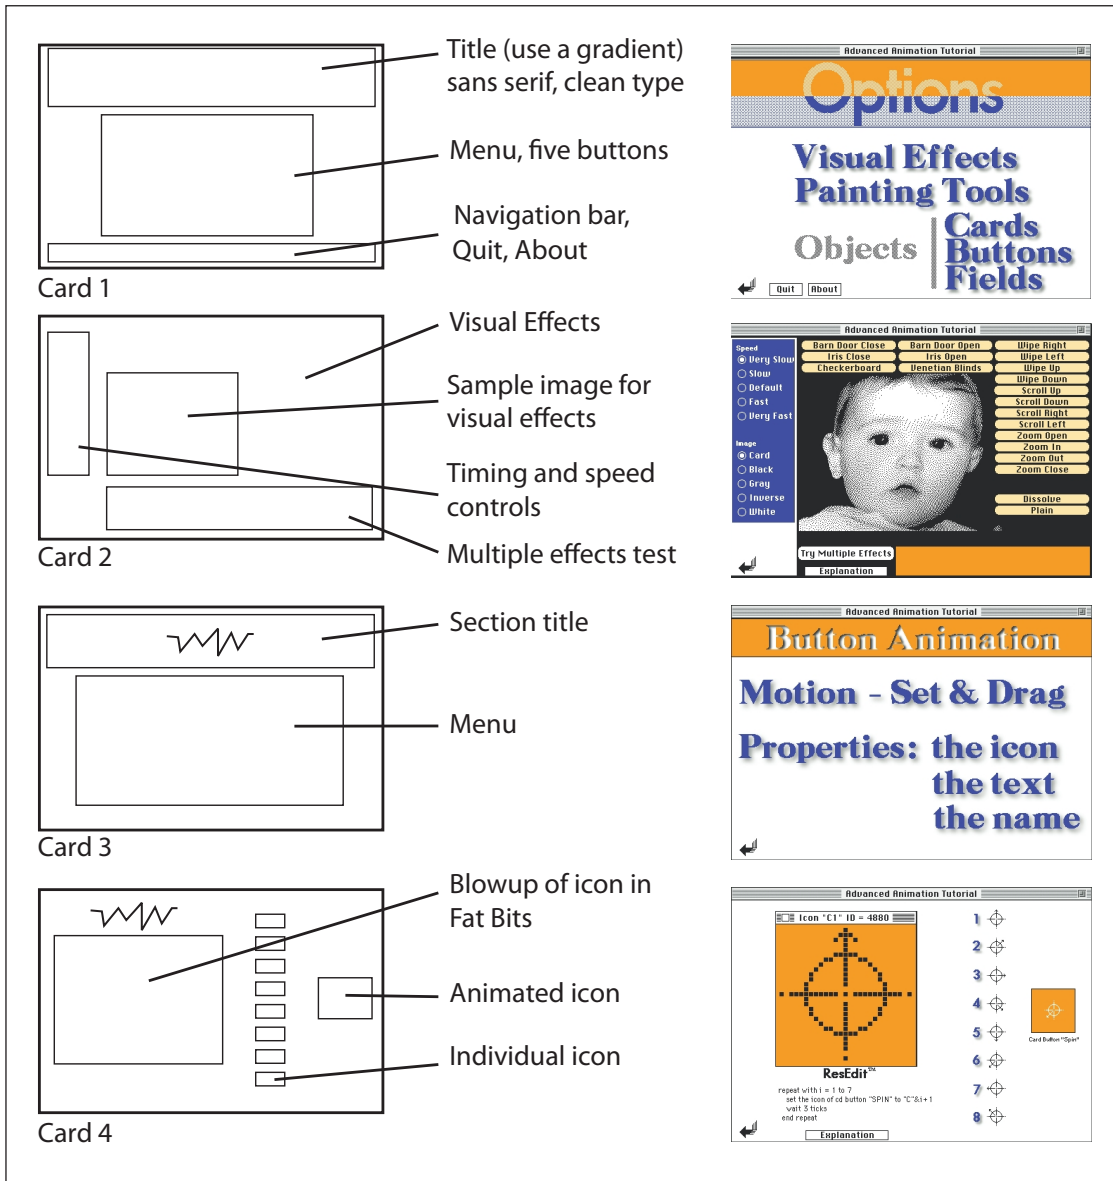 Title (use a gradient)
sans serif, clean type
Menu, five buttons
Navigation bar,
Quit, About
Card 1
Advanced Animation Tutorial
Options
Visual Effects
Painting Tools
Objects
Cards
Buttons
Fields
Quit
About
Visual Effects
Sample image for
visual effects
Timing and speed
controls
Multiple effects test
Card 2
Advanced Animation Tutorial
Speed
Very Slow
Slow
Default
Fast
Very Fast
Image
Card
Black
Gray
Inverse
White
Barn Door Close
Iris Close
Checkerboard
Barn Door Open
Iris Open
Venetian Blinds
Wipe Right
Wipe Left
Wipe Up
Wipe Down
Scroll Up
Scroll Down
Scroll Right
Scroll Left
Zoom Open
Zoom In
Zoom Out
Zoom Close
Dissolve
Plain
Try Multiple Effects
Explanation
Section title
Menu
Card 3
Advanced Animation Tutorial
Button Animation
Motion - Set & Drag
Properties: the icon
the text
the name
Blowup of icon in
Fat Bits
Animated icon
Individual icon
Card 4
Advanced Animation Tutorial
Icon "C1" ID = 4880
ResEdit™
repeat with i = 1 to 7
set the icon of cd button "SPIN" to "C"&i+1
wait 3 ticks
end repeat
Explanation
1
2
3
4
5
6
7
8
Card Button "Spin"